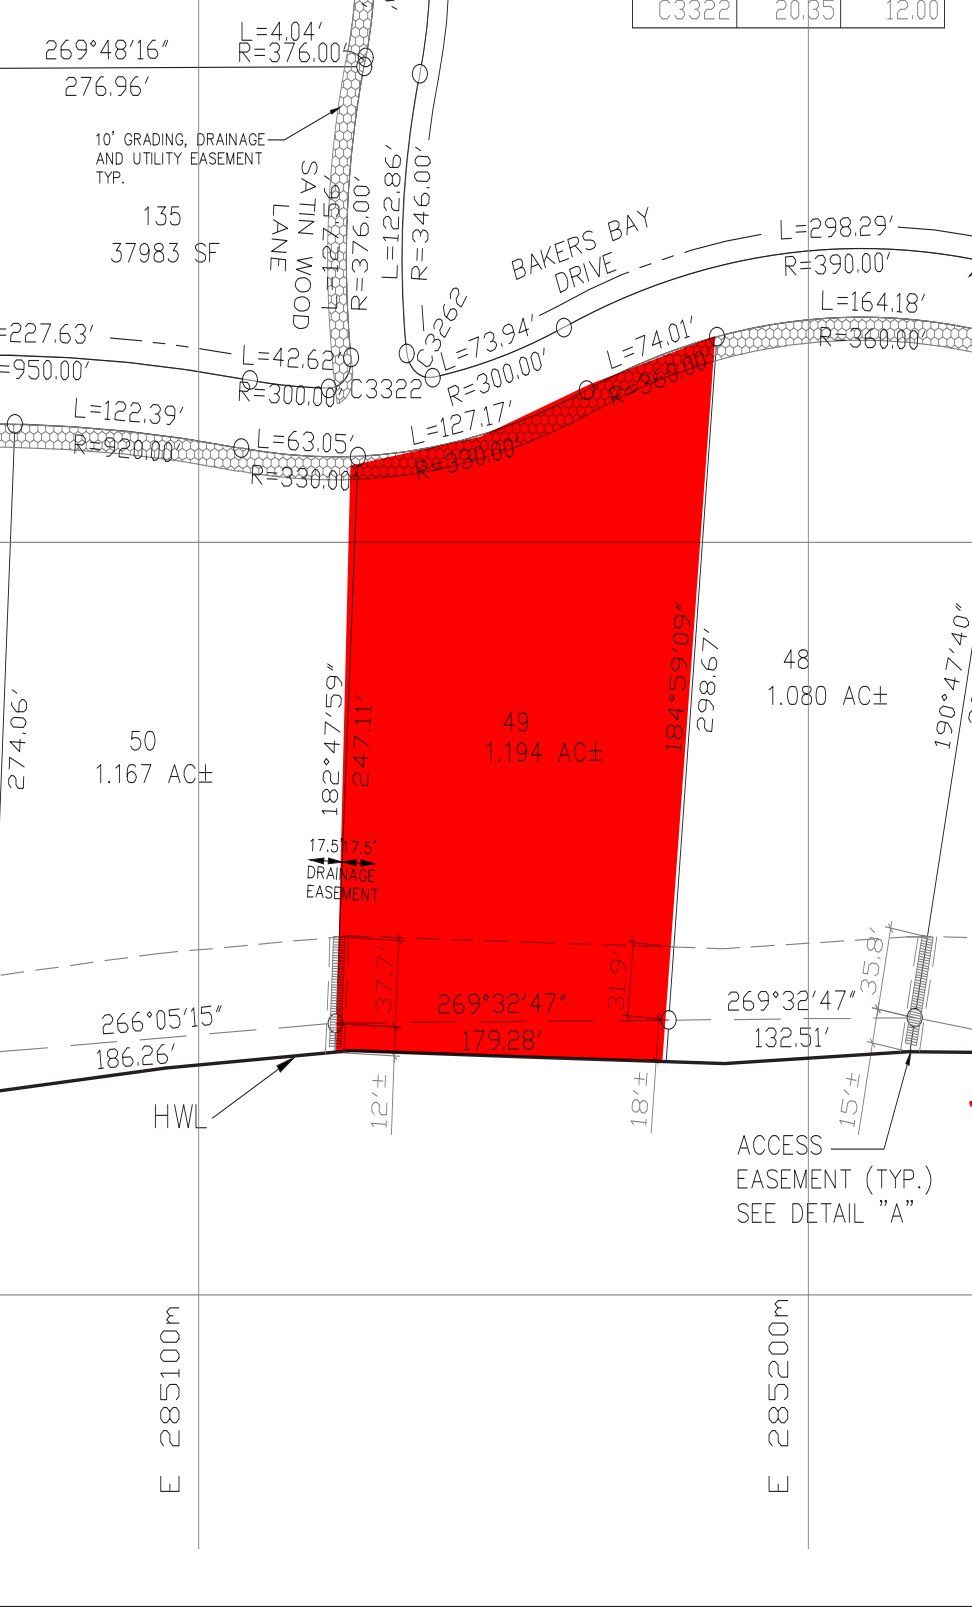 C3322 20.35 12.00
L=4.04'
R=376.00'
269°48'16"
276.96'
10' GRADING, DRAINAGE
AND UTILITY EASEMENT
TYP.
135
37983 SF
SATIN WOOD
LANE
R=376.00'
L=122.86'
R=346.00'
BAKERS BAY
DRIVE
L=298.29'
R=390.00'
L=164.18'
R=360.00'
C3262
L=73.94'
R=300.00'
L=74.01'
R=360.00'
=227.63'
=950.00'
L=42.62'
R=300.00'
C3322
L=122.39'
R=920.00'
L=63.05'
R=330.00'
L=127.17'
R=330.00'
274.06'
50
1.167 AC±
182°47'59"
247.11'
49
1.194 AC±
184°59'09"
298.67'
48
1.080 AC±
190°47'40"
17.5' 17.5'
DRAINAGE
EASEMENT
37.7'
31.9'
35.8'
266°05'15"
186.26'
269°32'47"
179.28'
269°32'47"
132.51'
12'±
18'±
15'±
HWL
ACCESS
EASEMENT (TYP.)
SEE DETAIL "A"
E 285100m
E 285200m